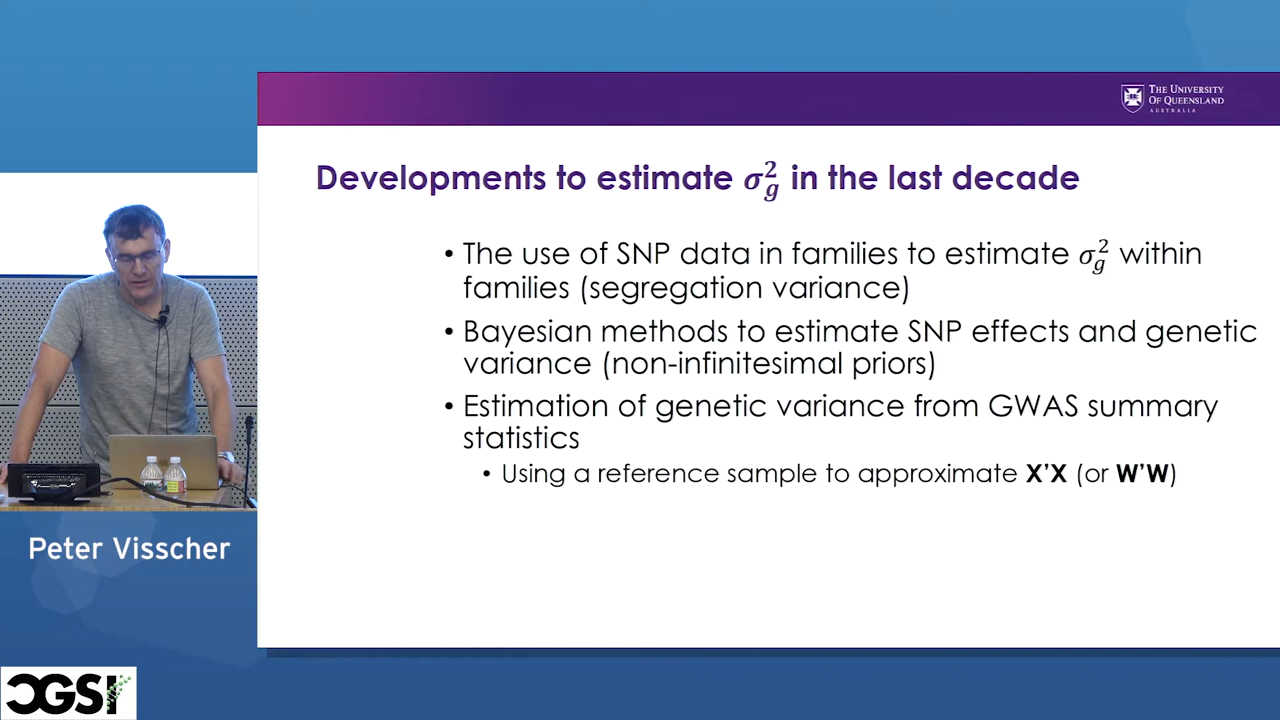 THE UNIVERSITY
OF QUEENSLAND
AUSTRALIA
Developments to estimate σ²g in the last decade
• The use of SNP data in families to estimate σ²g within
families (segregation variance)
• Bayesian methods to estimate SNP effects and genetic
variance (non-infinitesimal priors)
• Estimation of genetic variance from GWAS summary
statistics
• Using a reference sample to approximate X’X (or W’W)
Peter Visscher
CGSI